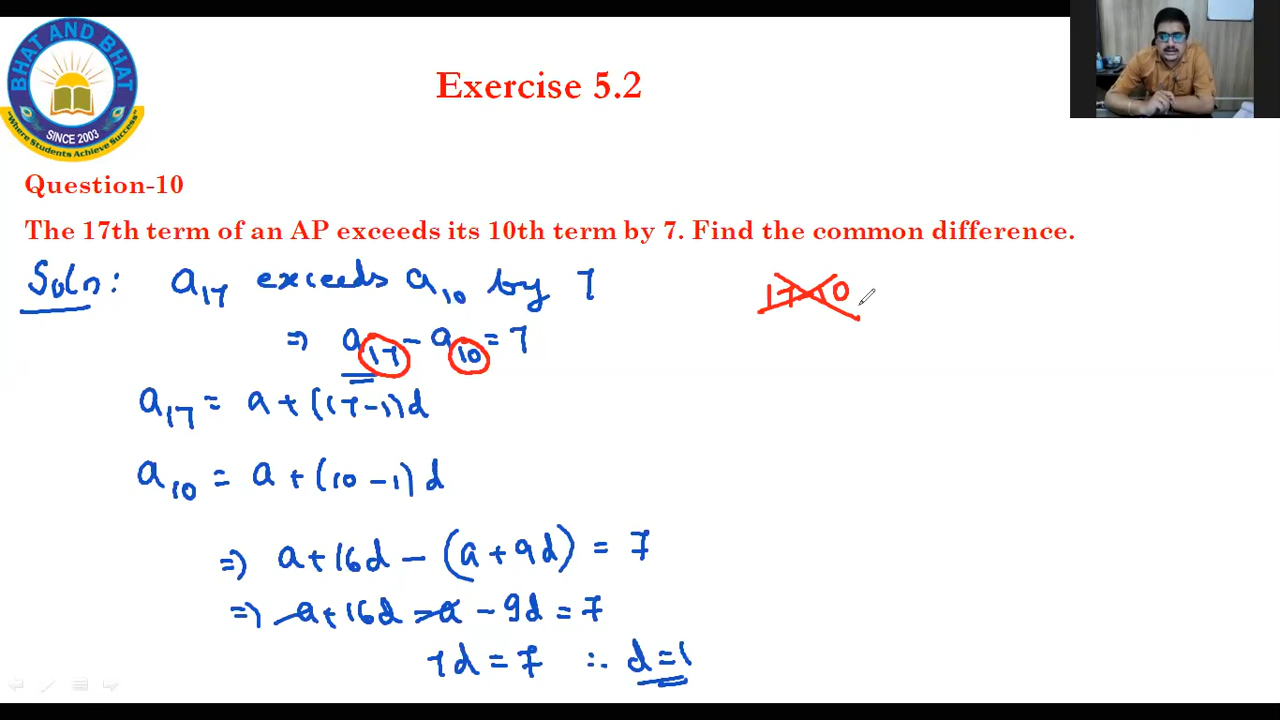 BHAT AND BHAT
SINCE 2003
"Where Students Achieve Success"
Exercise 5.2
Question-10
The 17th term of an AP exceeds its 10th term by 7. Find the common difference.
Soln: a17 exceeds a10 by 7
17-10
⇒ a17 - a10 = 7
a17 = a + (17-1)d
a10 = a + (10-1)d
⇒ a+16d - (a+9d) = 7
⇒ a+16d - a - 9d = 7
7d = 7 ∴ d=1